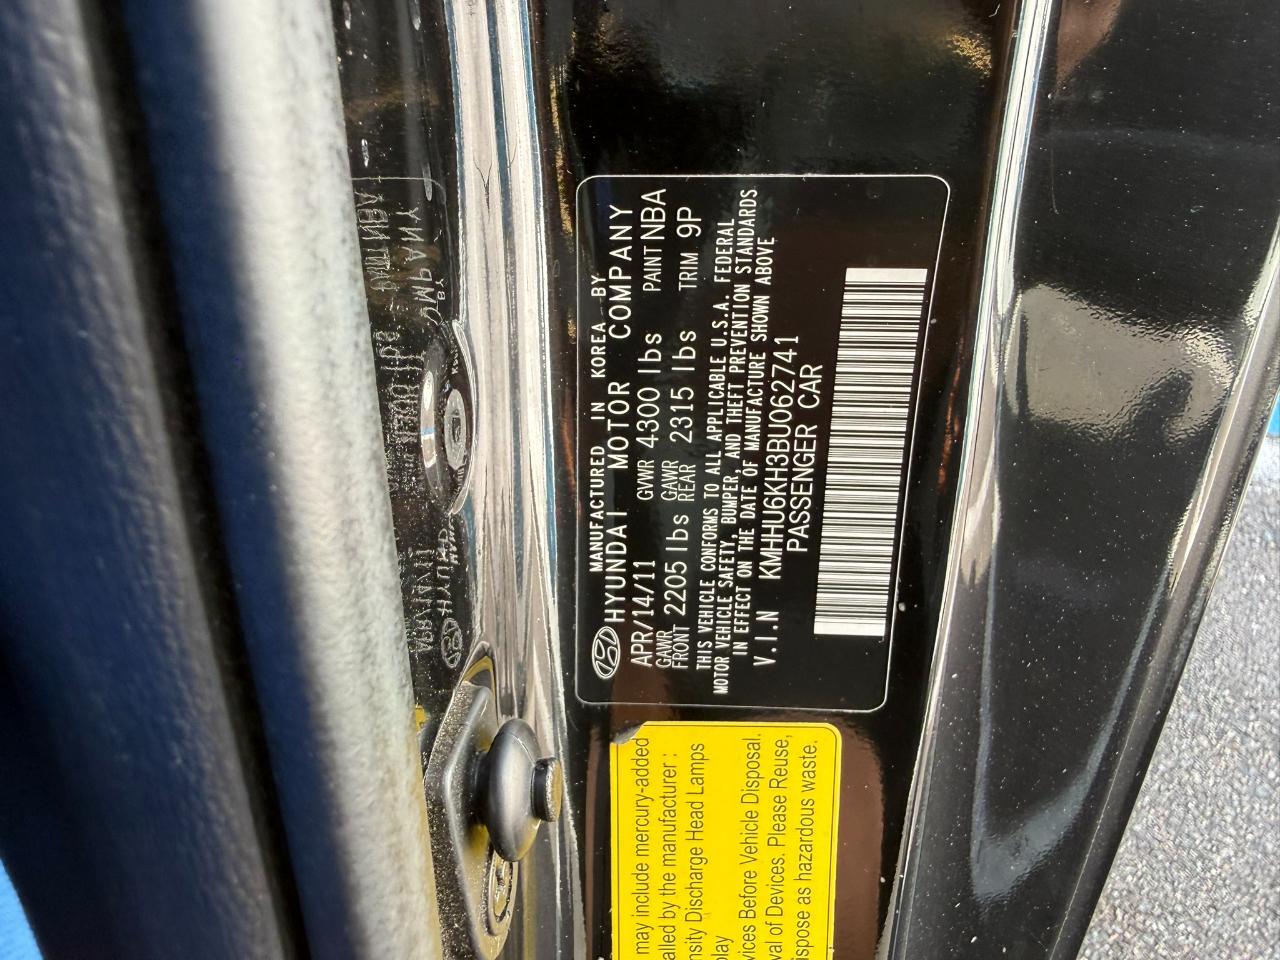 MANUFACTURED IN KOREA BY
HYUNDAI MOTOR COMPANY
APR/14/11 GVWR 4300 lbs PAINT NBA
GAWR FRONT 2205 lbs GAWR REAR 2315 lbs TRIM 9P
THIS VEHICLE CONFORMS TO ALL APPLICABLE U.S.A. FEDERAL
MOTOR VEHICLE SAFETY, BUMPER, AND THEFT PREVENTION STANDARDS
IN EFFECT ON THE DATE OF MANUFACTURE SHOWN ABOVE
V.I.N KMHHU6KH3BU062741
PASSENGER CAR
may include mercury-added
alled by the manufacturer :
nsity Discharge Head Lamps
play
vices Before Vehicle Disposal.
val of Devices. Please Reuse,
ispose as hazardous waste.